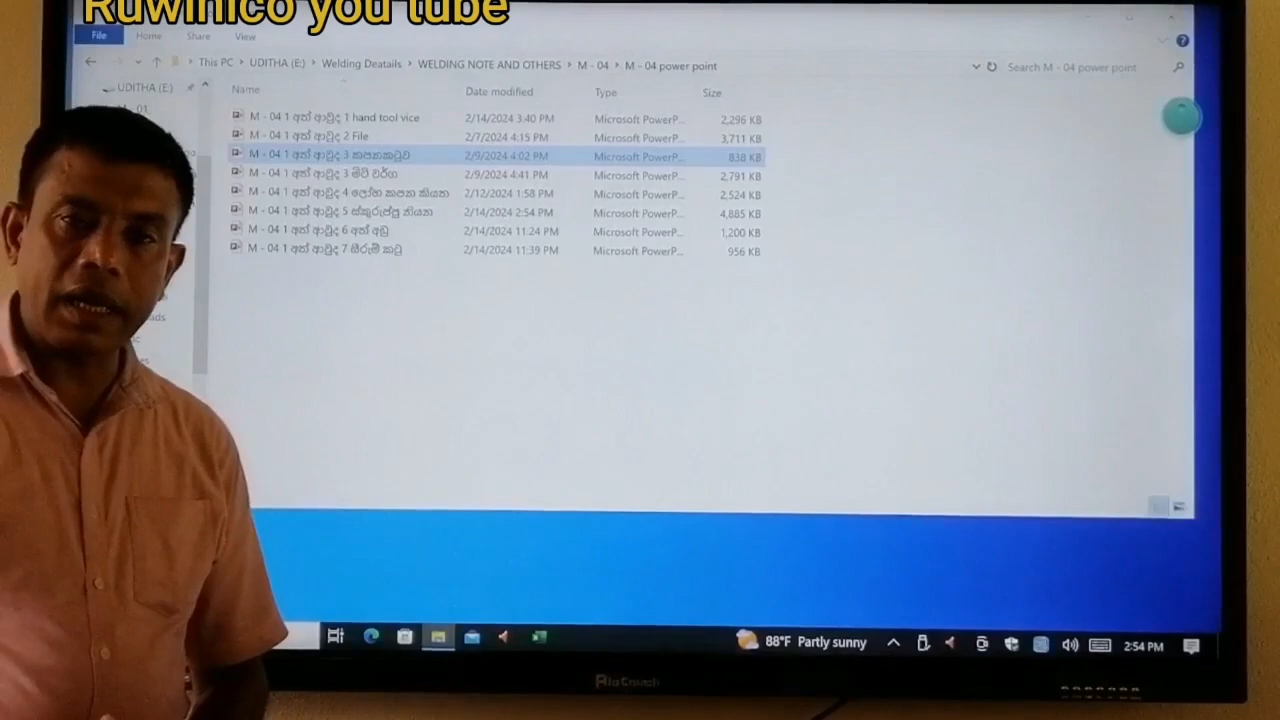 Ruwinico you tube
File Home Share View
This PC > UDITHA (E:) > Welding Deatails > WELDING NOTE AND OTHERS > M - 04 > M - 04 power point
Search M - 04 power point
UDITHA (E:)
Name Date modified Type Size
M - 04 1 අත් ආවුද 1 hand tool vice 2/14/2024 3:40 PM Microsoft PowerP... 2,296 KB
M - 04 1 අත් ආවුද 2 File 2/7/2024 4:15 PM Microsoft PowerP... 3,711 KB
M - 04 1 අත් ආවුද 3 කපනකටුව 2/9/2024 4:02 PM Microsoft PowerP... 838 KB
M - 04 1 අත් ආවුද 3 මිටි වර්ග 2/9/2024 4:41 PM Microsoft PowerP... 2,791 KB
M - 04 1 අත් ආවුද 4 ලෝහ කපන කියත 2/12/2024 1:58 PM Microsoft PowerP... 2,524 KB
M - 04 1 අත් ආවුද 5 ස්කුරුප්පු නියන 2/14/2024 2:54 PM Microsoft PowerP... 4,885 KB
M - 04 1 අත් ආවුද 6 අත් අඬු 2/14/2024 11:24 PM Microsoft PowerP... 1,200 KB
M - 04 1 අත් ආවුද 7 සීරුම් කටු 2/14/2024 11:39 PM Microsoft PowerP... 956 KB
88°F Partly sunny
2:54 PM